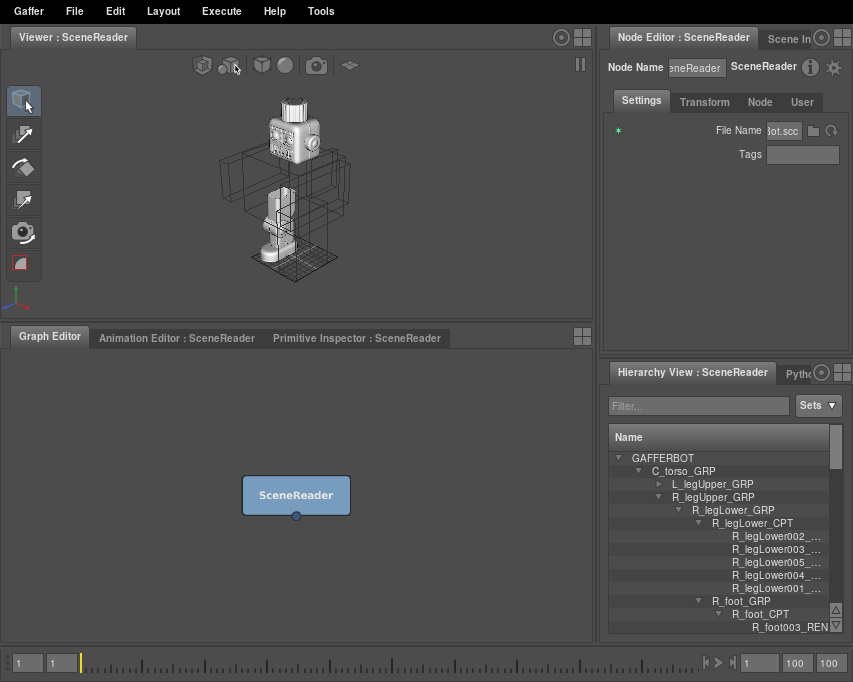 Gaffer File Edit Layout Execute Help Tools
Viewer : SceneReader
Node Editor : SceneReader Scene In
Node Name eneReader SceneReader
Settings Transform Node User
File Name Bot.scc
Tags
Graph Editor Animation Editor : SceneReader Primitive Inspector : SceneReader
SceneReader
Hierarchy View : SceneReader Pytho
Filter... Sets
Name
GAFFERBOT
C_torso_GRP
L_legUpper_GRP
R_legUpper_GRP
R_legLower_GRP
R_legLower_CPT
R_legLower002_...
R_legLower003_...
R_legLower005_...
R_legLower004_...
R_legLower001_...
R_foot_GRP
R_foot_CPT
R_foot003_REN
1 1 1 100 100